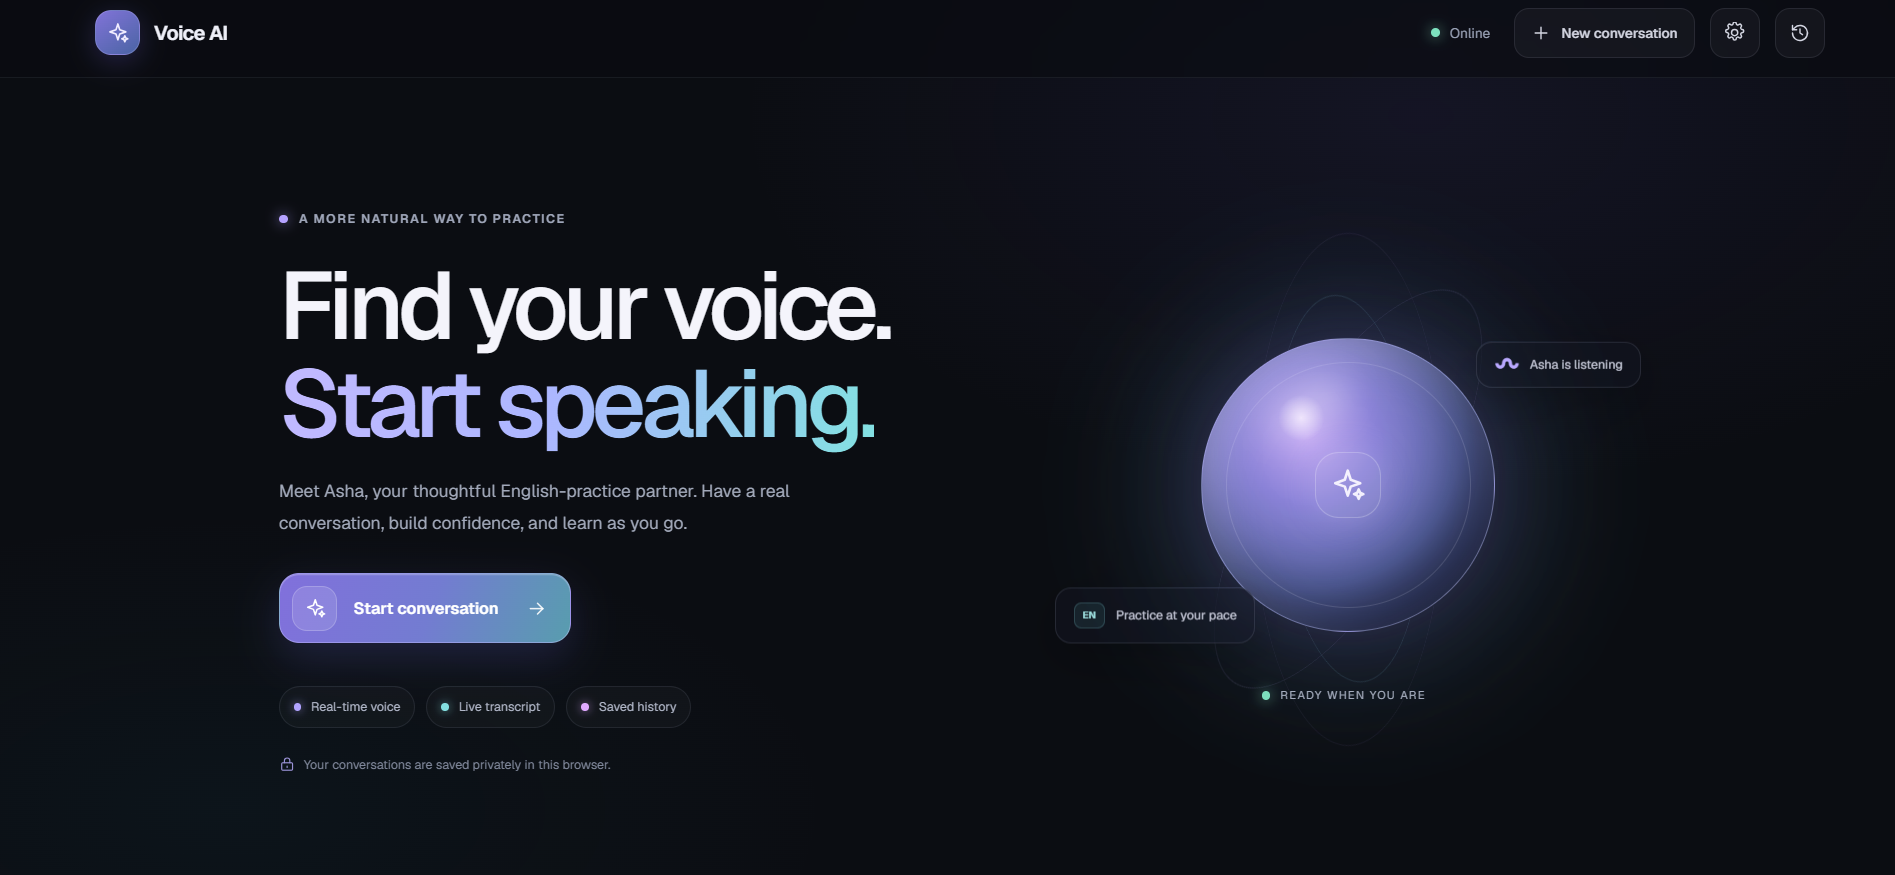 Voice AI
Online
New conversation
A MORE NATURAL WAY TO PRACTICE
Find your voice.
Start speaking.
Meet Asha, your thoughtful English-practice partner. Have a real
conversation, build confidence, and learn as you go.
Start conversation
Real-time voice
Live transcript
Saved history
Your conversations are saved privately in this browser.
Asha is listening
EN
Practice at your pace
READY WHEN YOU ARE